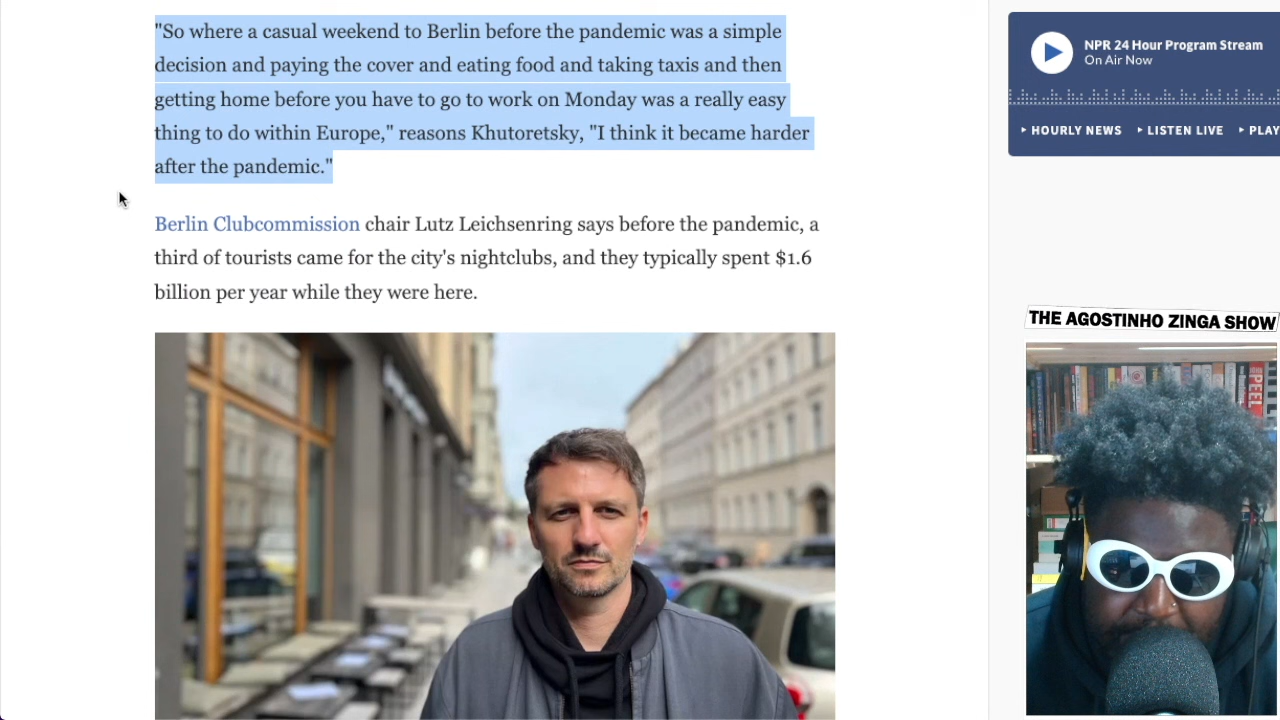 "So where a casual weekend to Berlin before the pandemic was a simple
decision and paying the cover and eating food and taking taxis and then
getting home before you have to go to work on Monday was a really easy
thing to do within Europe," reasons Khutoretsky, "I think it became harder
after the pandemic."
Berlin Clubcommission chair Lutz Leichsenring says before the pandemic, a
third of tourists came for the city's nightclubs, and they typically spent $1.6
billion per year while they were here.
NPR 24 Hour Program Stream
On Air Now
HOURLY NEWS LISTEN LIVE PLAY
THE AGOSTINHO ZINGA SHOW
PEEL